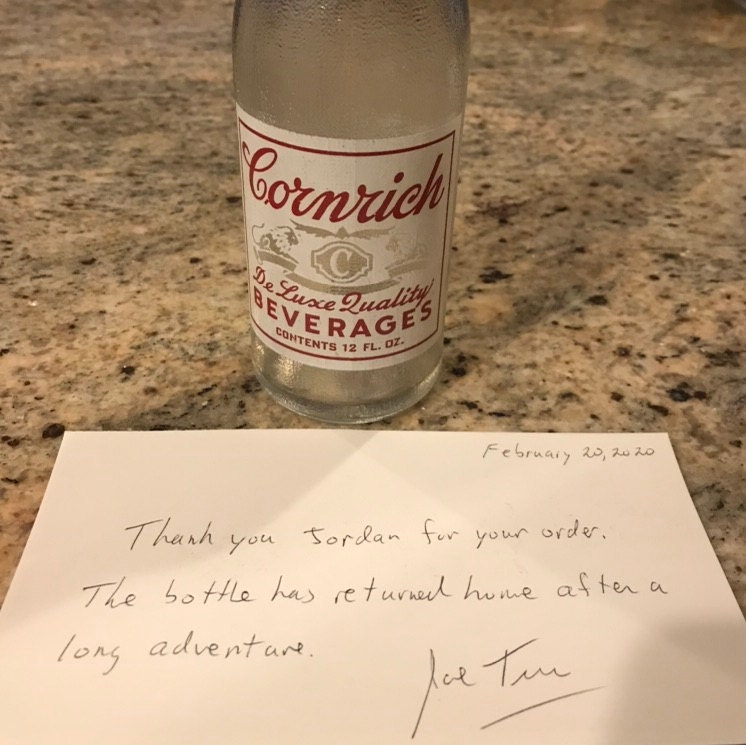 Cornrich
C
De Luxe Quality
BEVERAGES
CONTENTS 12 FL. OZ.
February 20, 2020
Thank you Jordan for your order.
The bottle has returned home after a
long adventure.
Joe